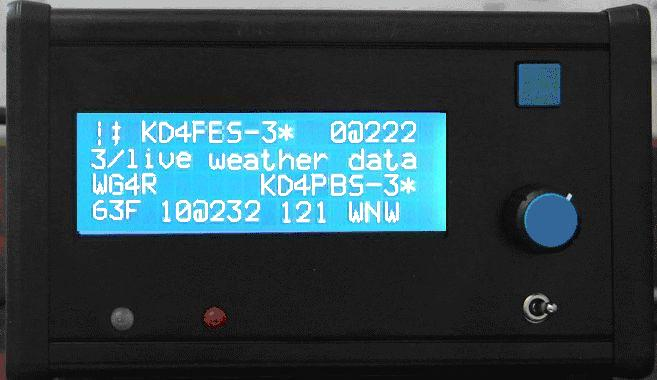 KD4FES-3* 0@222
3/live weather data
WG4R KD4PBS-3*
63F 10@232 121 WNW